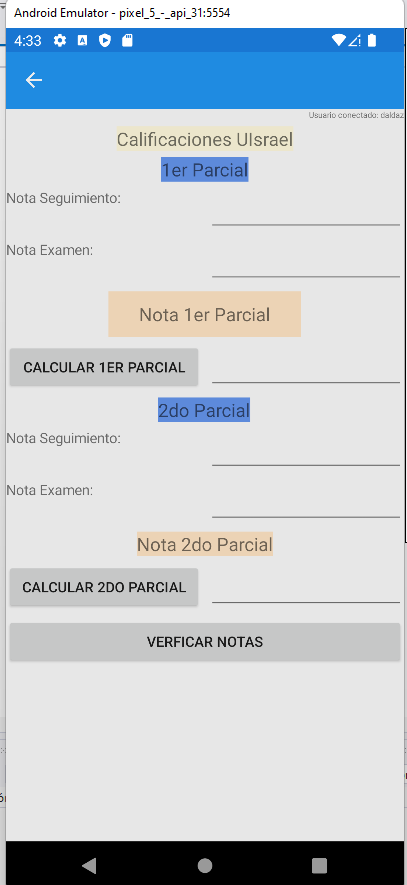 Android Emulator - pixel_5_-_api_31:5554
4:33
Usuario conectado: daldaz
Calificaciones UIsrael
1er Parcial
Nota Seguimiento:
Nota Examen:
Nota 1er Parcial
CALCULAR 1ER PARCIAL
2do Parcial
Nota Seguimiento:
Nota Examen:
Nota 2do Parcial
CALCULAR 2DO PARCIAL
VERFICAR NOTAS